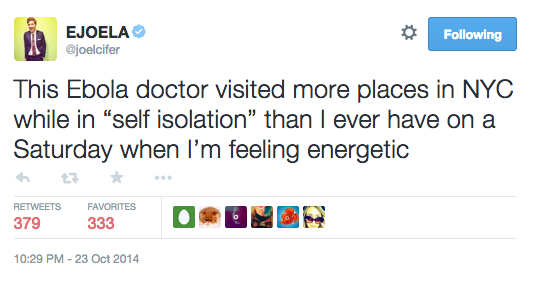 EJOELA
@joelcifer
Following
This Ebola doctor visited more places in NYC
while in “self isolation” than I ever have on a
Saturday when I’m feeling energetic
RETWEETS FAVORITES
379 333
10:29 PM - 23 Oct 2014